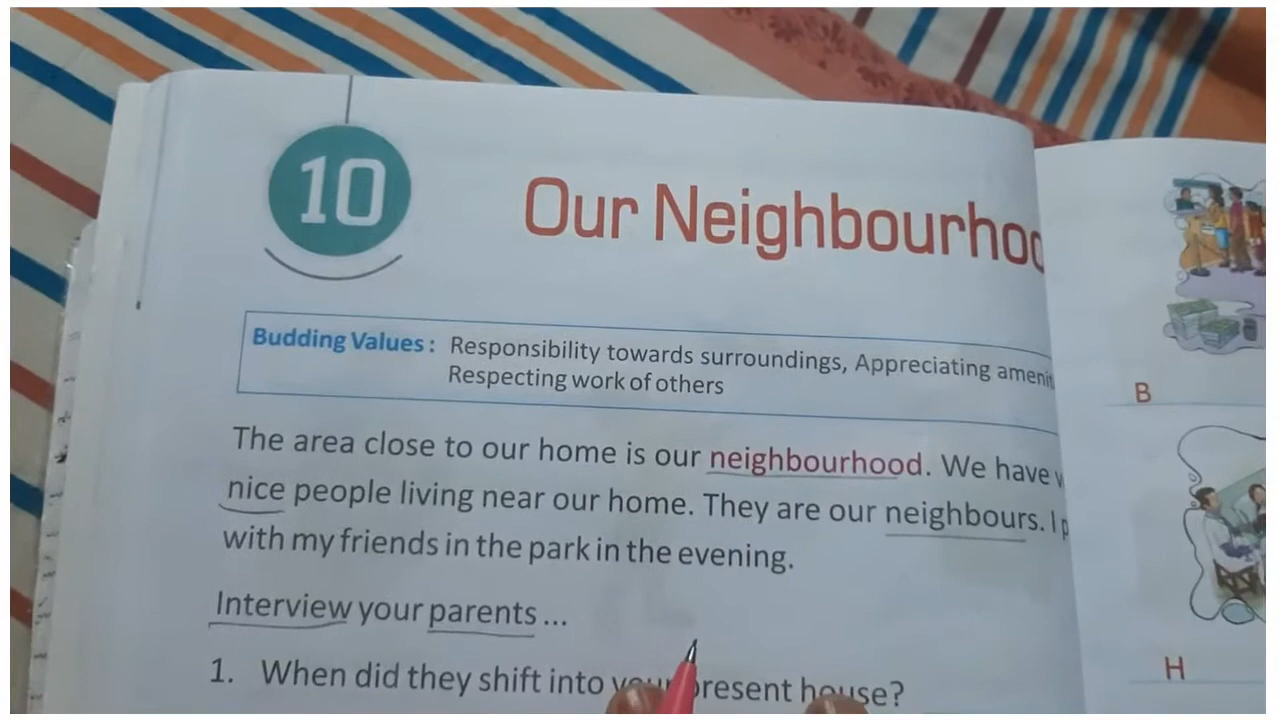 10
Our Neighbourhoo
Budding Values: Responsibility towards surroundings, Appreciating amenit
Respecting work of others
The area close to our home is our neighbourhood. We have
nice people living near our home. They are our neighbours. I
with my friends in the park in the evening.
Interview your parents ...
1. When did they shift into your present house?
B
H